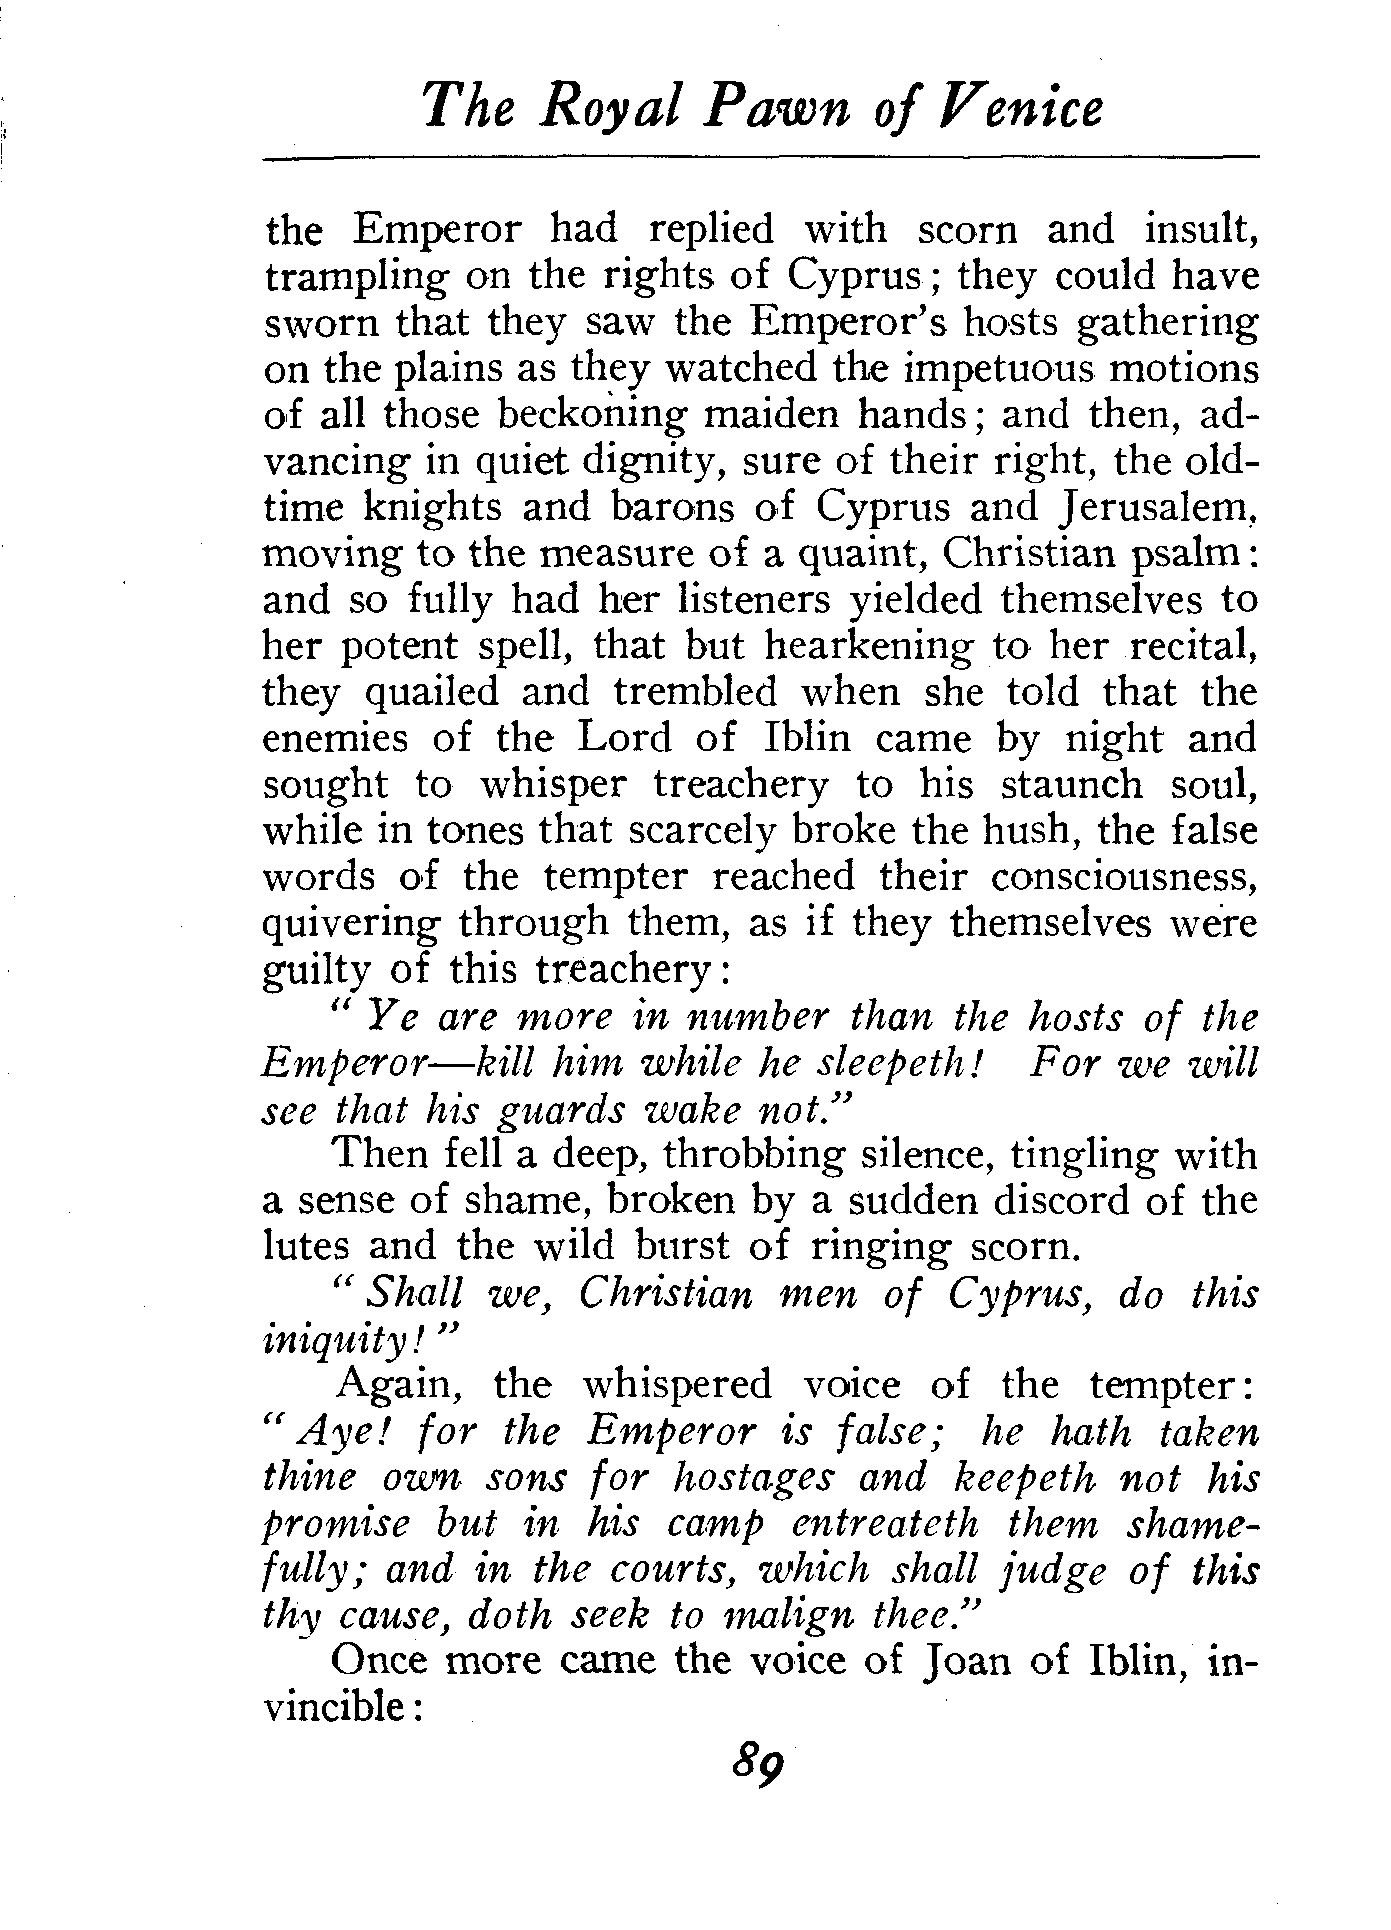 The Royal Pawn of Venice
the Emperor had replied with scorn and insult,
trampling on the rights of Cyprus; they could have
sworn that they saw the Emperor's hosts gathering
on the plains as they watched the impetuous motions
of all those beckoning maiden hands; and then, ad-
vancing in quiet dignity, sure of their right, the old-
time knights and barons of Cyprus and Jerusalem,
moving to the measure of a quaint, Christian psalm:
and so fully had her listeners yielded themselves to
her potent spell, that but hearkening to her recital,
they quailed and trembled when she told that the
enemies of the Lord of Iblin came by night and
sought to whisper treachery to his staunch soul,
while in tones that scarcely broke the hush, the false
words of the tempter reached their consciousness,
quivering through them, as if they themselves were
guilty of this treachery:
"Ye are more in number than the hosts of the
Emperor—kill him while he sleepeth! For we will
see that his guards wake not."
Then fell a deep, throbbing silence, tingling with
a sense of shame, broken by a sudden discord of the
lutes and the wild burst of ringing scorn.
"Shall we, Christian men of Cyprus, do this
iniquity!"
Again, the whispered voice of the tempter:
"Aye! for the Emperor is false; he hath taken
thine own sons for hostages and keepeth not his
promise but in his camp entreateth them shame-
fully; and in the courts, which shall judge of this
thy cause, doth seek to malign thee."
Once more came the voice of Joan of Iblin, in-
vincible:
89